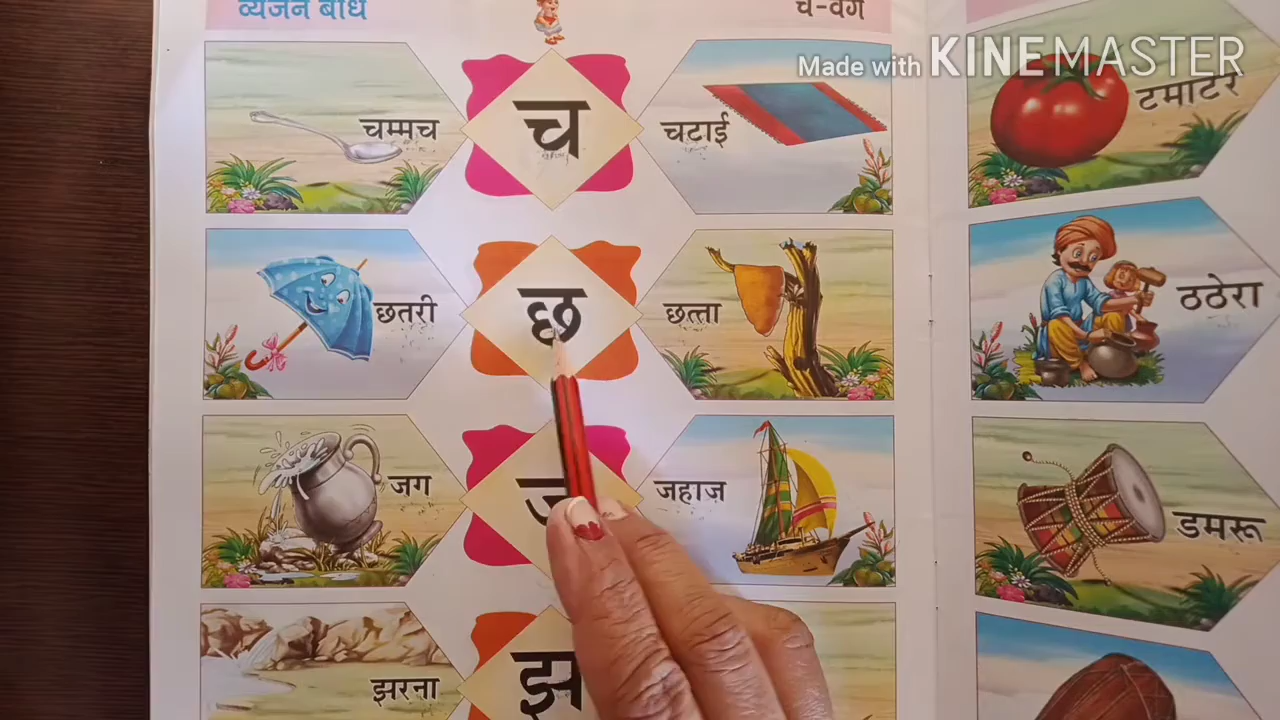 व्यंजन बोध
च-वर्ग
Made with KINEMASTER
चम्मच
च
चटाई
टमाटर
छतरी
छ
छत्ता
ठठेरा
जग
ज
जहाज़
डमरू
झरना
झ